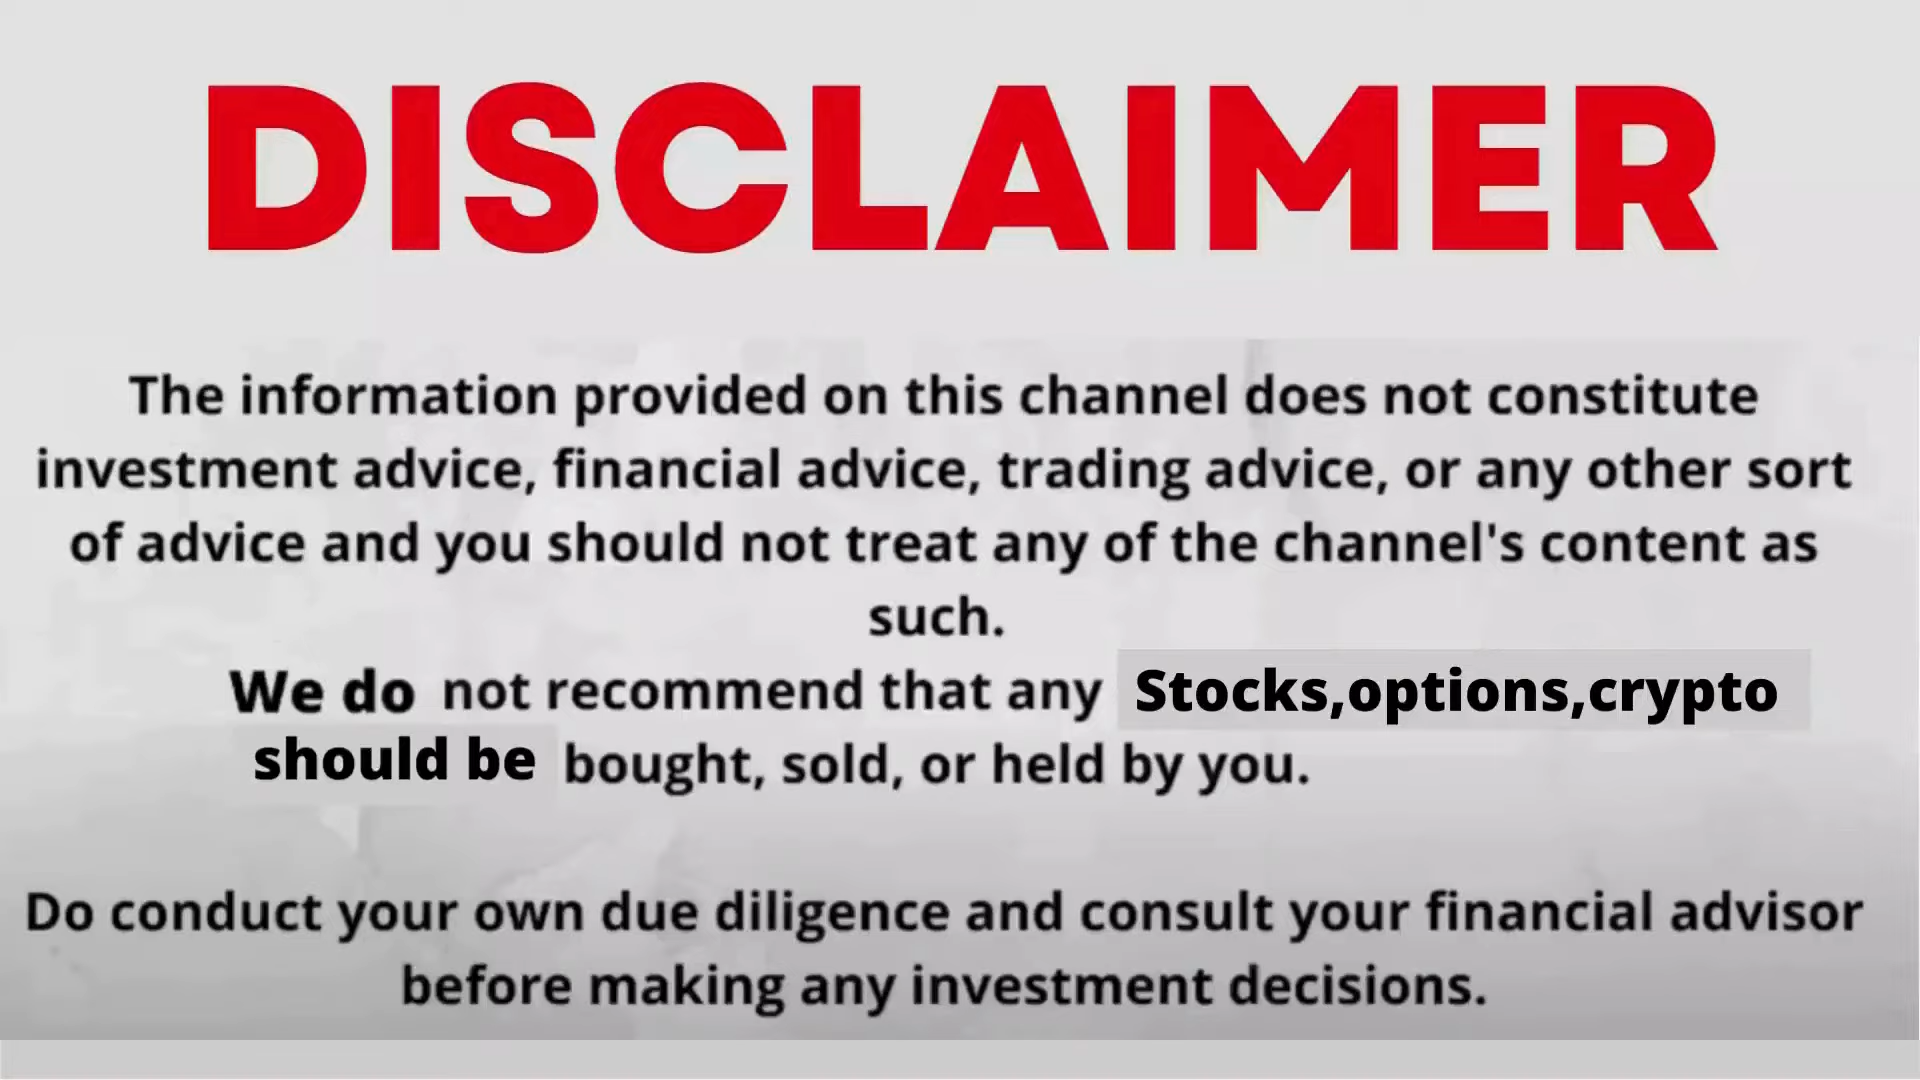 DISCLAIMER
The information provided on this channel does not constitute
investment advice, financial advice, trading advice, or any other sort
of advice and you should not treat any of the channel's content as
such.
We do not recommend that any Stocks,options,crypto
should be bought, sold, or held by you.
Do conduct your own due diligence and consult your financial advisor
before making any investment decisions.